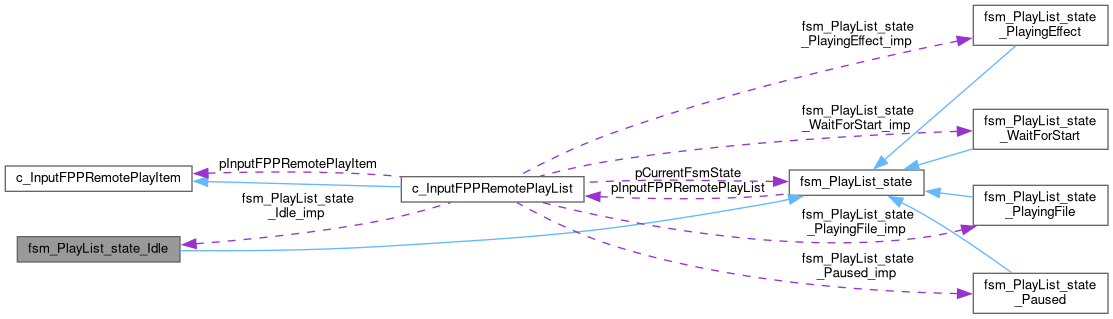 fsm_PlayList_state
_PlayingEffect
fsm_PlayList_state
_PlayingEffect_imp
fsm_PlayList_state
_WaitForStart_imp
fsm_PlayList_state
_WaitForStart
pInputFPPRemotePlayItem
c_InputFPPRemotePlayItem
c_InputFPPRemotePlayList
pCurrentFsmState
pInputFPPRemotePlayList
fsm_PlayList_state
fsm_PlayList_state
_Idle_imp
fsm_PlayList_state
_PlayingFile_imp
fsm_PlayList_state
_PlayingFile
fsm_PlayList_state_Idle
fsm_PlayList_state
_Paused_imp
fsm_PlayList_state
_Paused